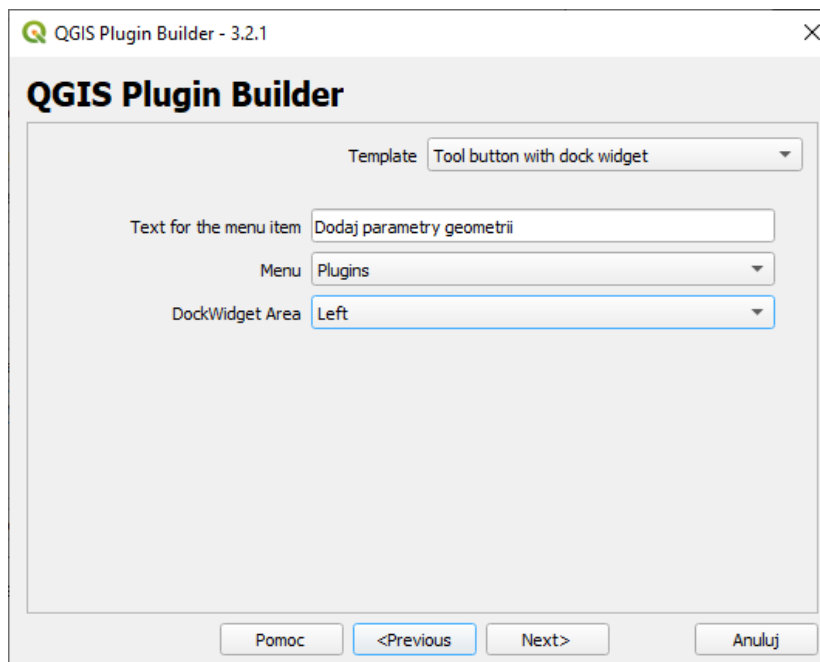 QGIS Plugin Builder - 3.2.1
QGIS Plugin Builder
Template Tool button with dock widget
Text for the menu item Dodaj parametry geometrii
Menu Plugins
DockWidget Area Left
Pomoc <Previous Next> Anuluj